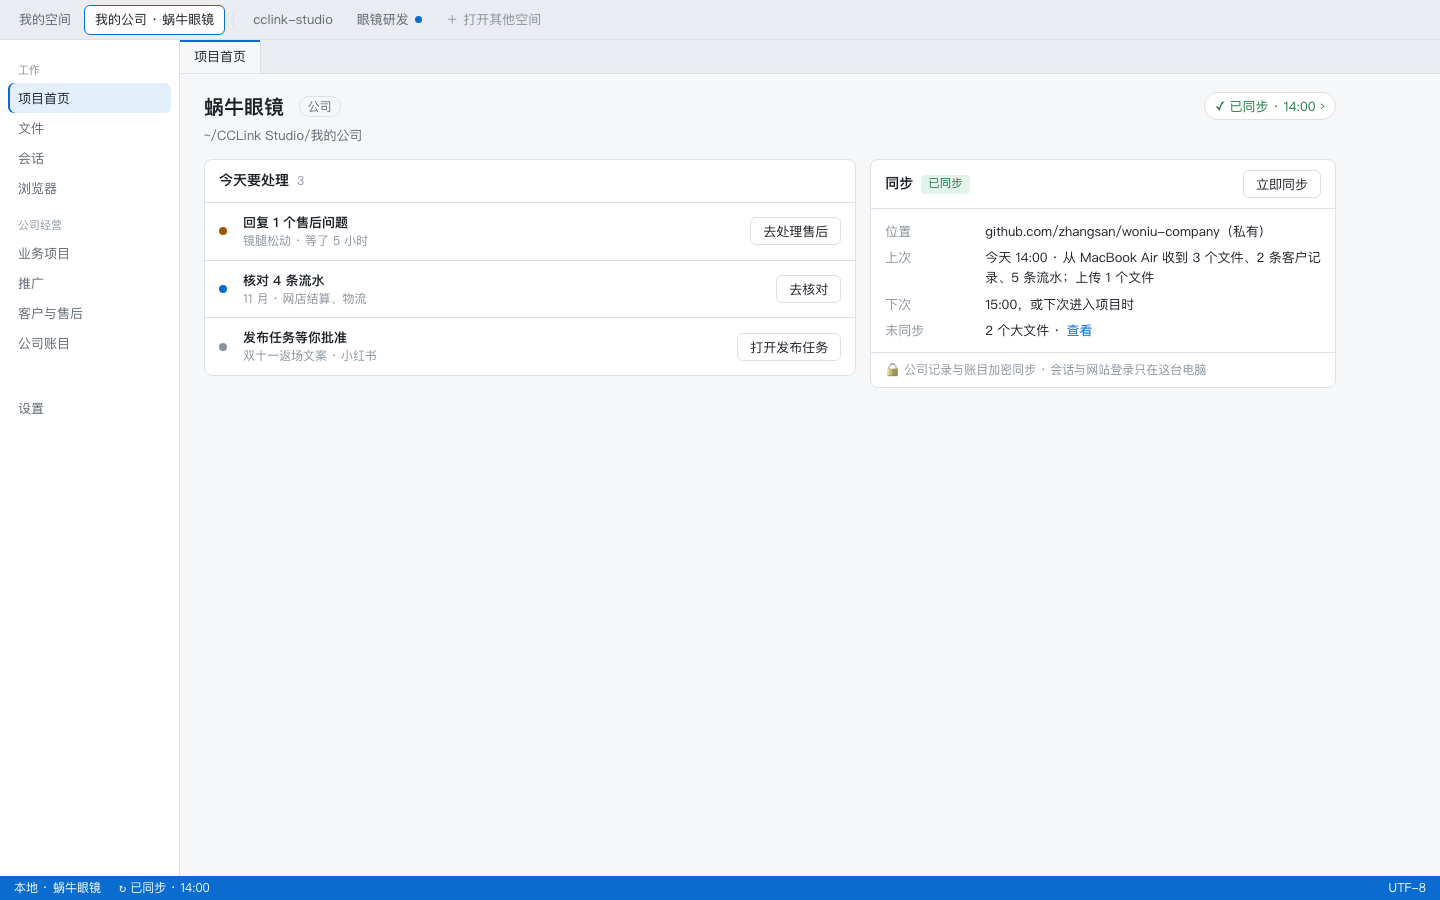 我的空间
我的公司 · 蜗牛眼镜
cclink-studio
眼镜研发
+ 打开其他空间
工作
项目首页
文件
会话
浏览器
公司经营
业务项目
推广
客户与售后
公司账目
设置
项目首页
蜗牛眼镜
公司
✓ 已同步 · 14:00 ›
~/CCLink Studio/我的公司
今天要处理 3
回复 1 个售后问题
镜腿松动 · 等了 5 小时
去处理售后
核对 4 条流水
11 月 · 网店结算、物流
去核对
发布任务等你批准
双十一返场文案 · 小红书
打开发布任务
同步 已同步
立即同步
位置 github.com/zhangsan/woniu-company（私有）
上次 今天 14:00 · 从 MacBook Air 收到 3 个文件、2 条客户记
录、5 条流水；上传 1 个文件
下次 15:00，或下次进入项目时
未同步 2 个大文件 · 查看
🔒 公司记录与账目加密同步 · 会话与网站登录只在这台电脑
本地 · 蜗牛眼镜
↻ 已同步 · 14:00
UTF-8